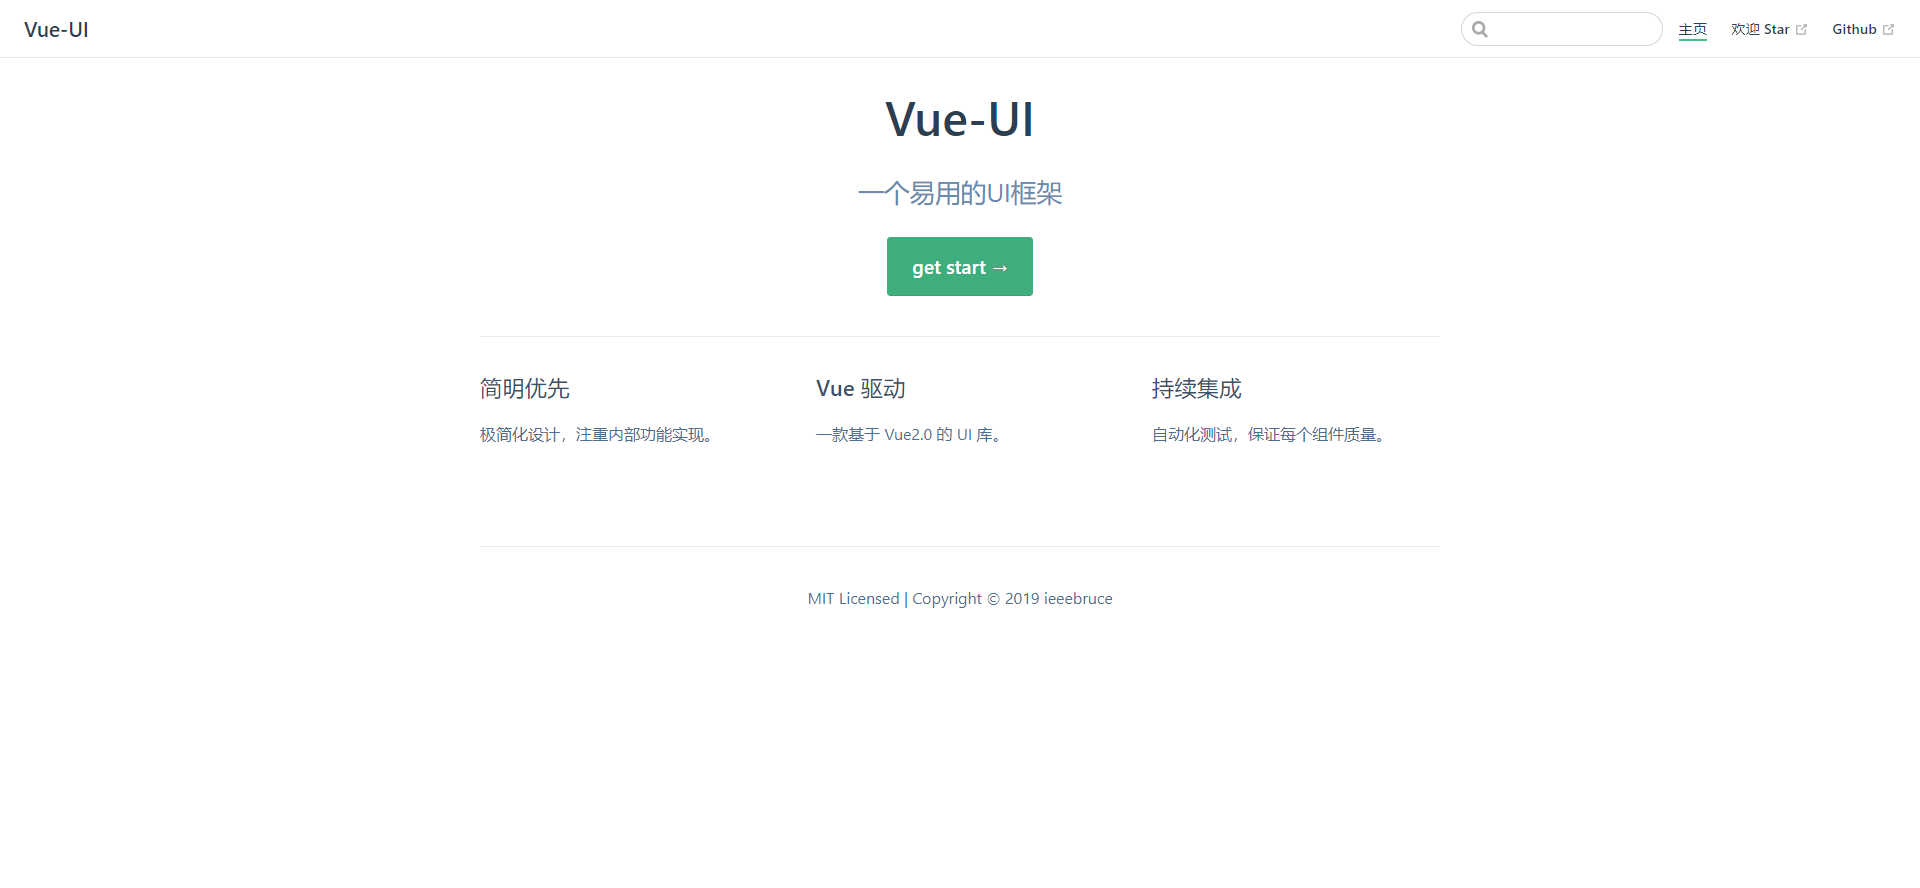 Vue-UI
主页
欢迎 Star
Github
Vue-UI
一个易用的UI框架
get start →
简明优先
极简化设计，注重内部功能实现。
Vue 驱动
一款基于 Vue2.0 的 UI 库。
持续集成
自动化测试，保证每个组件质量。
MIT Licensed | Copyright © 2019 ieeebruce